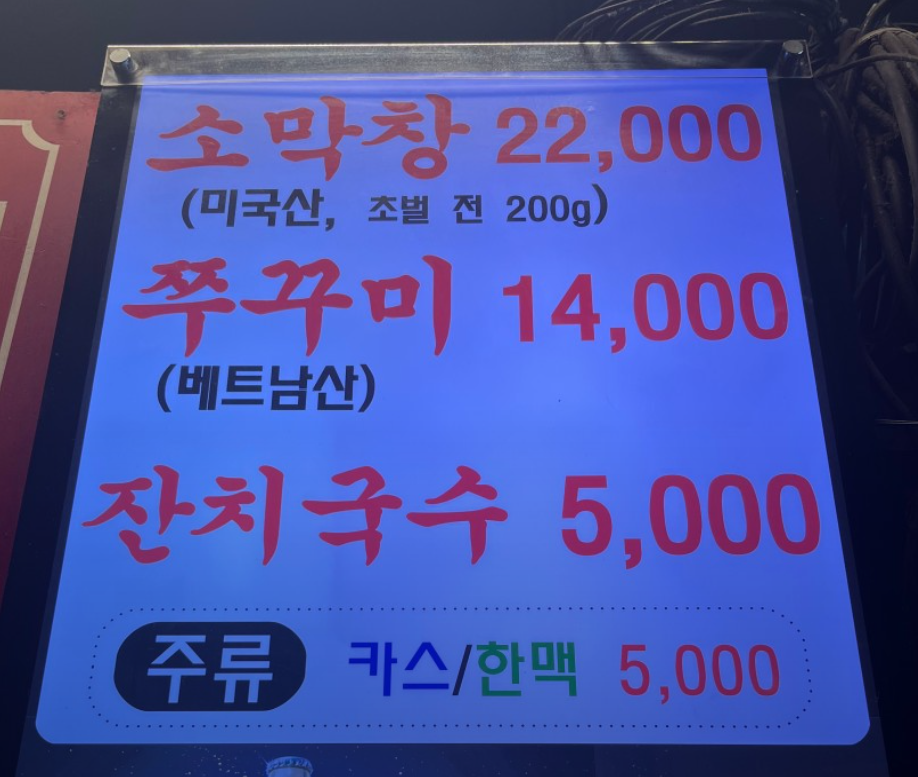 소막창 22,000
(미국산, 초벌 전 200g)
쭈꾸미 14,000
(베트남산)
잔치국수 5,000
주류 카스/한맥 5,000